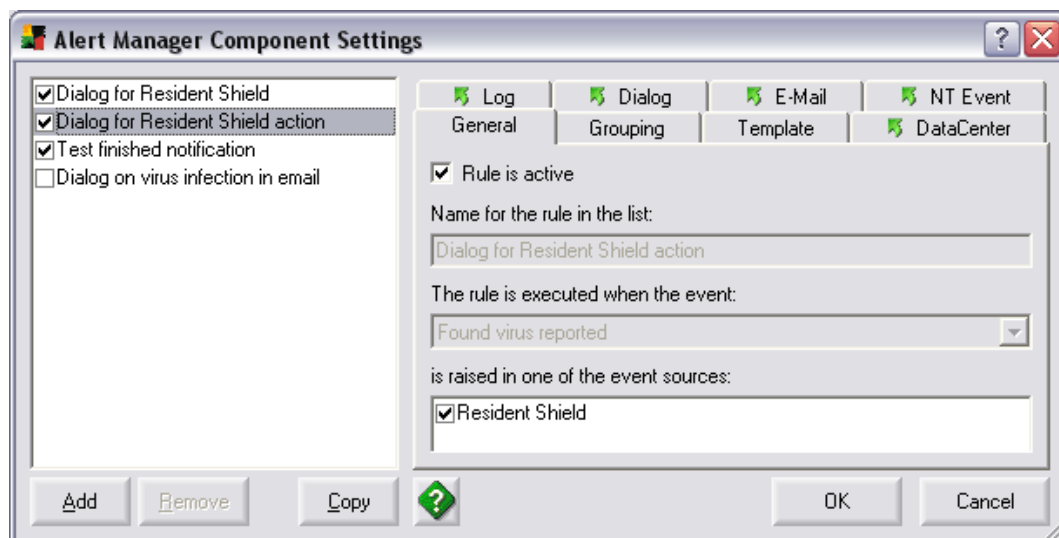 Alert Manager Component Settings
?
Dialog for Resident Shield
Dialog for Resident Shield action
Test finished notification
Dialog on virus infection in email
Log
Dialog
E-Mail
NT Event
General
Grouping
Template
DataCenter
Rule is active
Name for the rule in the list:
Dialog for Resident Shield action
The rule is executed when the event:
Found virus reported
is raised in one of the event sources:
Resident Shield
Add
Remove
Copy
?
OK
Cancel